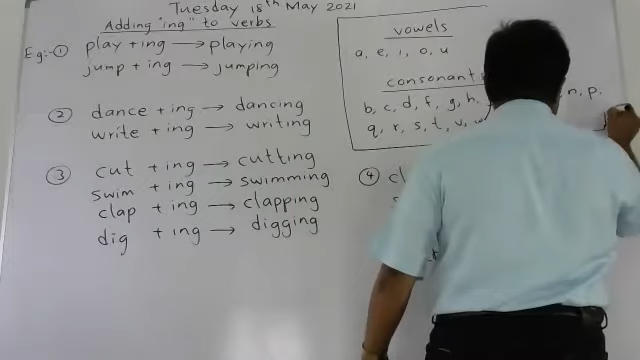 Tuesday 18th May 2021
Adding "ing" to verbs
Eg:- ① play + ing → playing
jump + ing → jumping
② dance + ing → dancing
write + ing → writing
③ cut + ing → cutting
swim + ing → swimming
clap + ing → clapping
dig + ing → digging
vowels
a, e, i, o, u
consonant
b, c, d, f, g, h, n, p.
q, r, s, t, v, w
④ cl